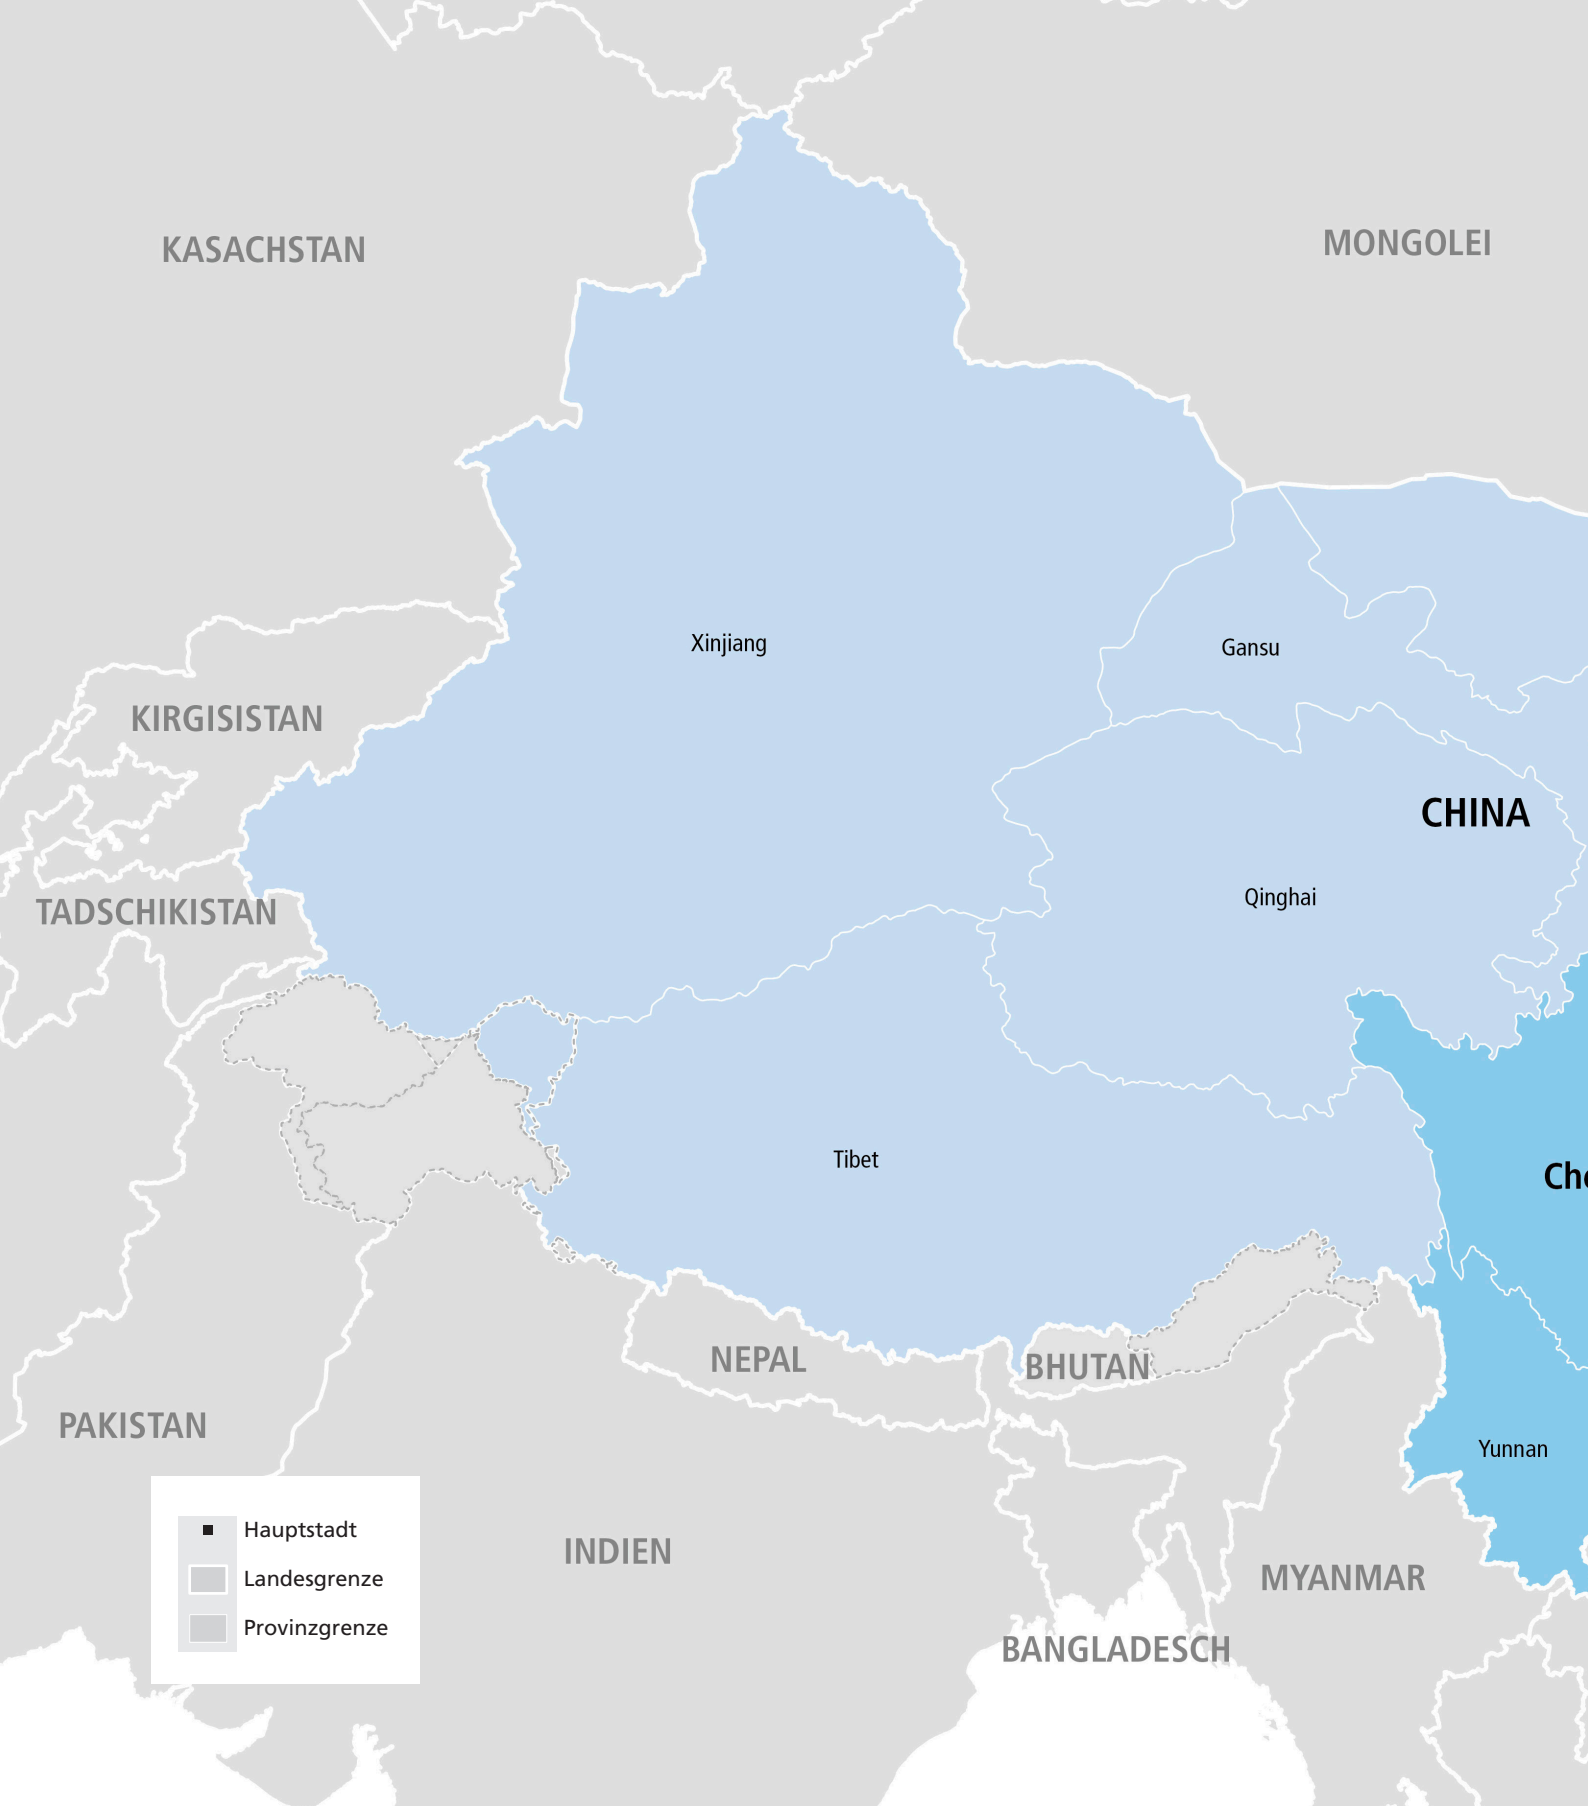 KASACHSTAN
MONGOLEI
Xinjiang
Gansu
KIRGISISTAN
CHINA
Qinghai
TADSCHIKISTAN
Tibet
Ch
NEPAL
BHUTAN
PAKISTAN
Yunnan
Hauptstadt
INDIEN
Landesgrenze
MYANMAR
Provinzgrenze
BANGLADESCH